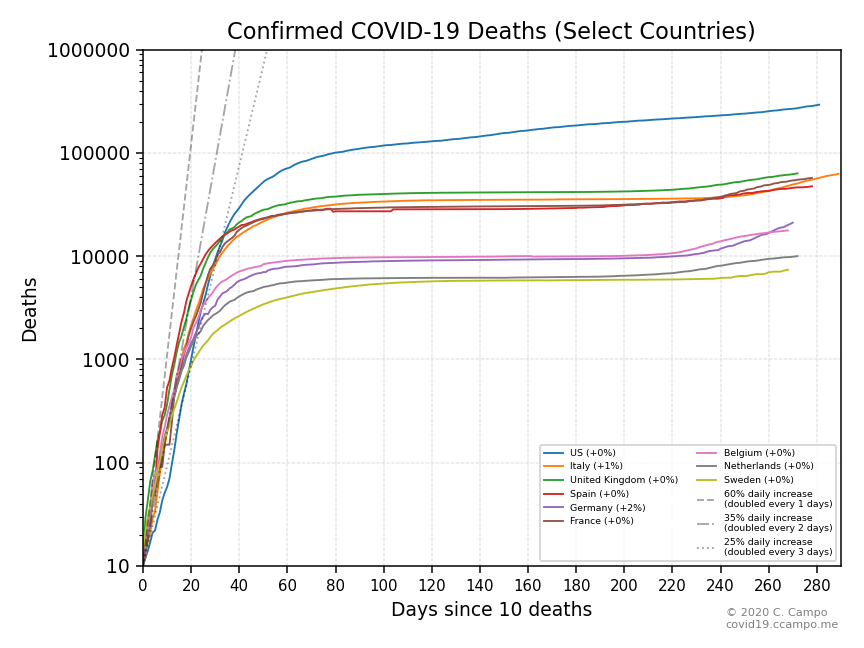 Confirmed COVID-19 Deaths (Select Countries)
1000000
100000
10000
1000
100
10
Deaths
0 20 40 60 80 100 120 140 160 180 200 220 240 260 280
Days since 10 deaths
US (+0%)
Italy (+1%)
United Kingdom (+0%)
Spain (+0%)
Germany (+2%)
France (+0%)
Belgium (+0%)
Netherlands (+0%)
Sweden (+0%)
60% daily increase
(doubled every 1 days)
35% daily increase
(doubled every 2 days)
25% daily increase
(doubled every 3 days)
© 2020 C. Campo
covid19.ccampo.me